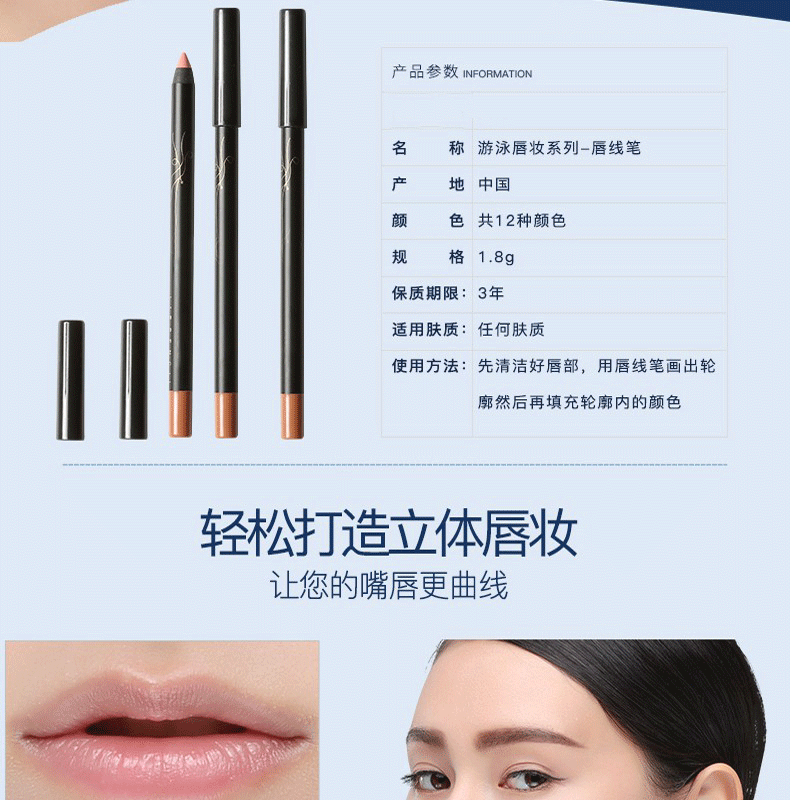 产品参数 INFORMATION
名 称 游泳唇妆系列-唇线笔
产 地 中国
颜 色 共12种颜色
规 格 1.8g
保质期限： 3年
适用肤质： 任何肤质
使用方法： 先清洁好唇部，用唇线笔画出轮
廓然后再填充轮廓内的颜色
轻松打造立体唇妆
让您的嘴唇更曲线